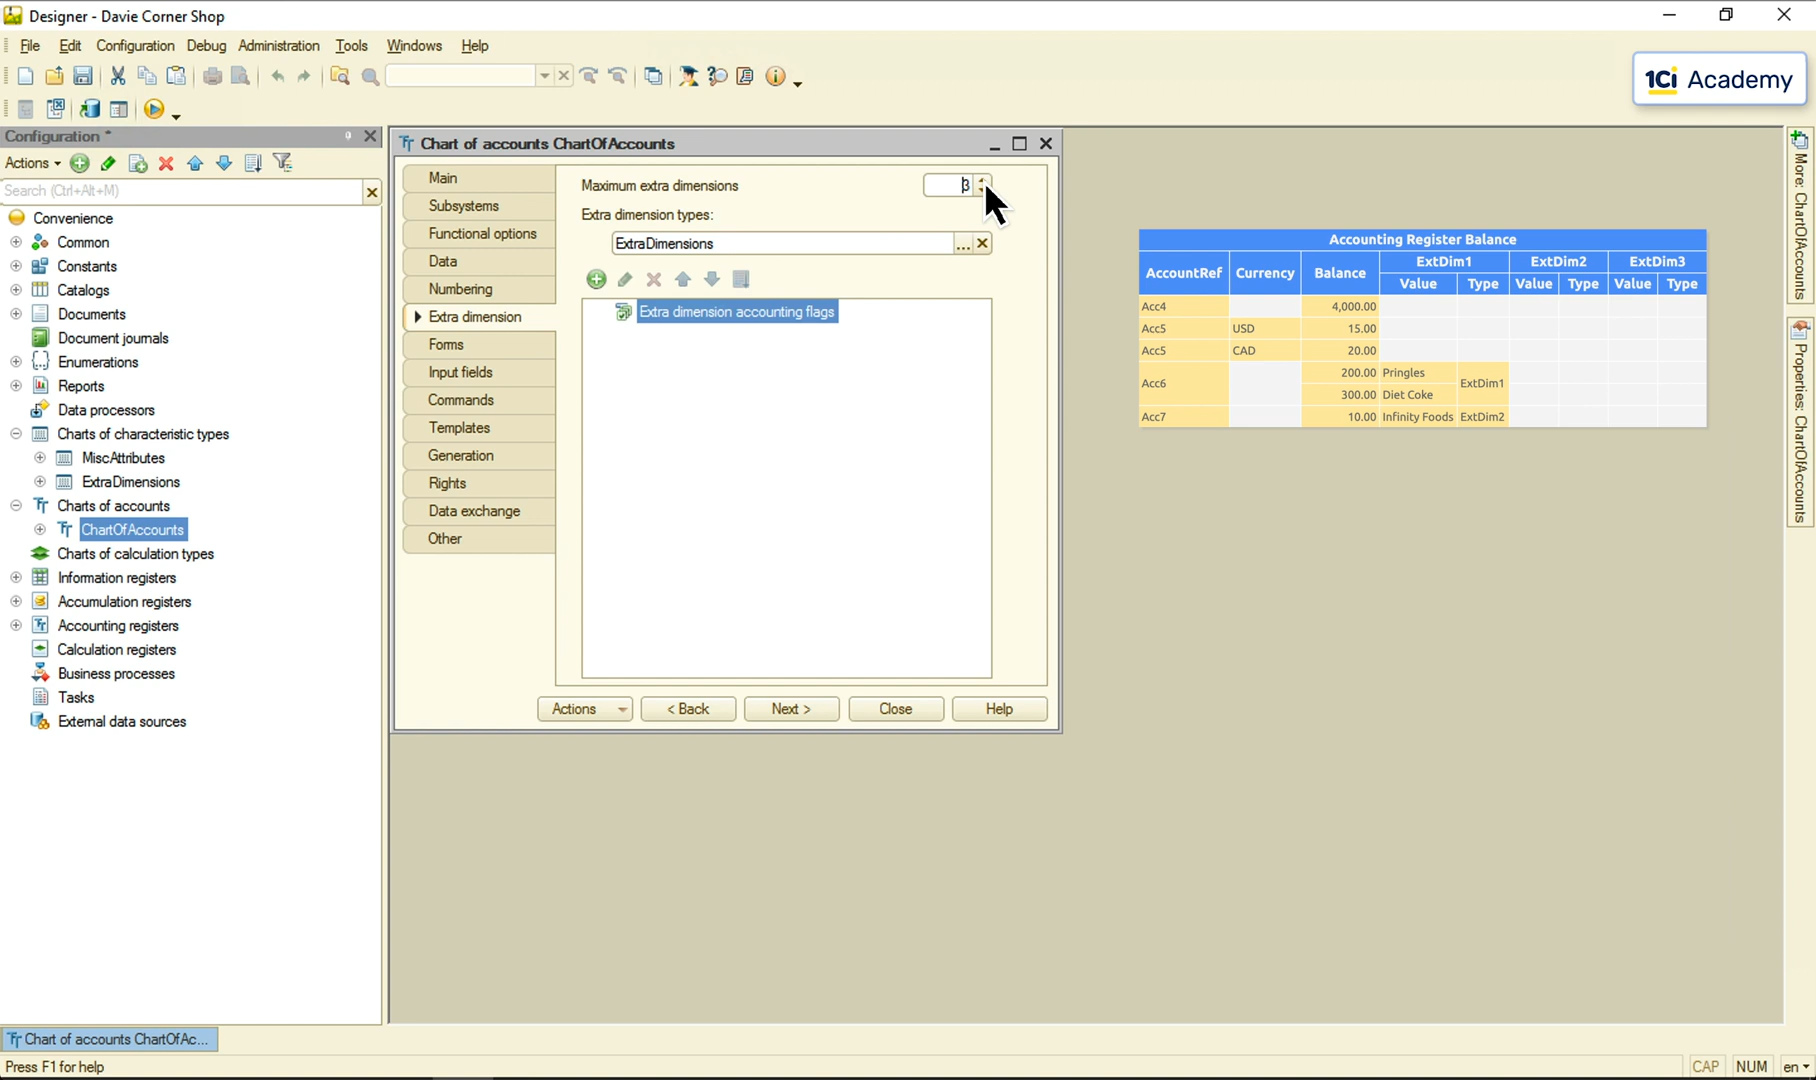 Designer - Davie Corner Shop
File Edit Configuration Debug Administration Tools Windows Help
1Ci Academy
Configuration *
Actions
Search (Ctrl+Alt+M)
Convenience
Common
Constants
Catalogs
Documents
Document journals
Enumerations
Reports
Data processors
Charts of characteristic types
MiscAttributes
ExtraDimensions
Charts of accounts
ChartOfAccounts
Charts of calculation types
Information registers
Accumulation registers
Accounting registers
Calculation registers
Business processes
Tasks
External data sources
Chart of accounts ChartOfAccounts
Main
Subsystems
Functional options
Data
Numbering
Extra dimension
Forms
Input fields
Commands
Templates
Generation
Rights
Data exchange
Other
Maximum extra dimensions 3
Extra dimension types:
ExtraDimensions ...
Extra dimension accounting flags
Actions < Back Next > Close Help
Accounting Register Balance
AccountRef Currency Balance ExtDim1 ExtDim2 ExtDim3
Value Type Value Type Value Type
Acc4 4,000.00
Acc5 USD 15.00
Acc5 CAD 20.00
Acc6 200.00 Pringles ExtDim1
300.00 Diet Coke
Acc7 10.00 Infinity Foods ExtDim2
More: ChartOfAccounts
Properties: ChartOfAccounts
Chart of accounts ChartOfAc...
Press F1 for help
CAP NUM en